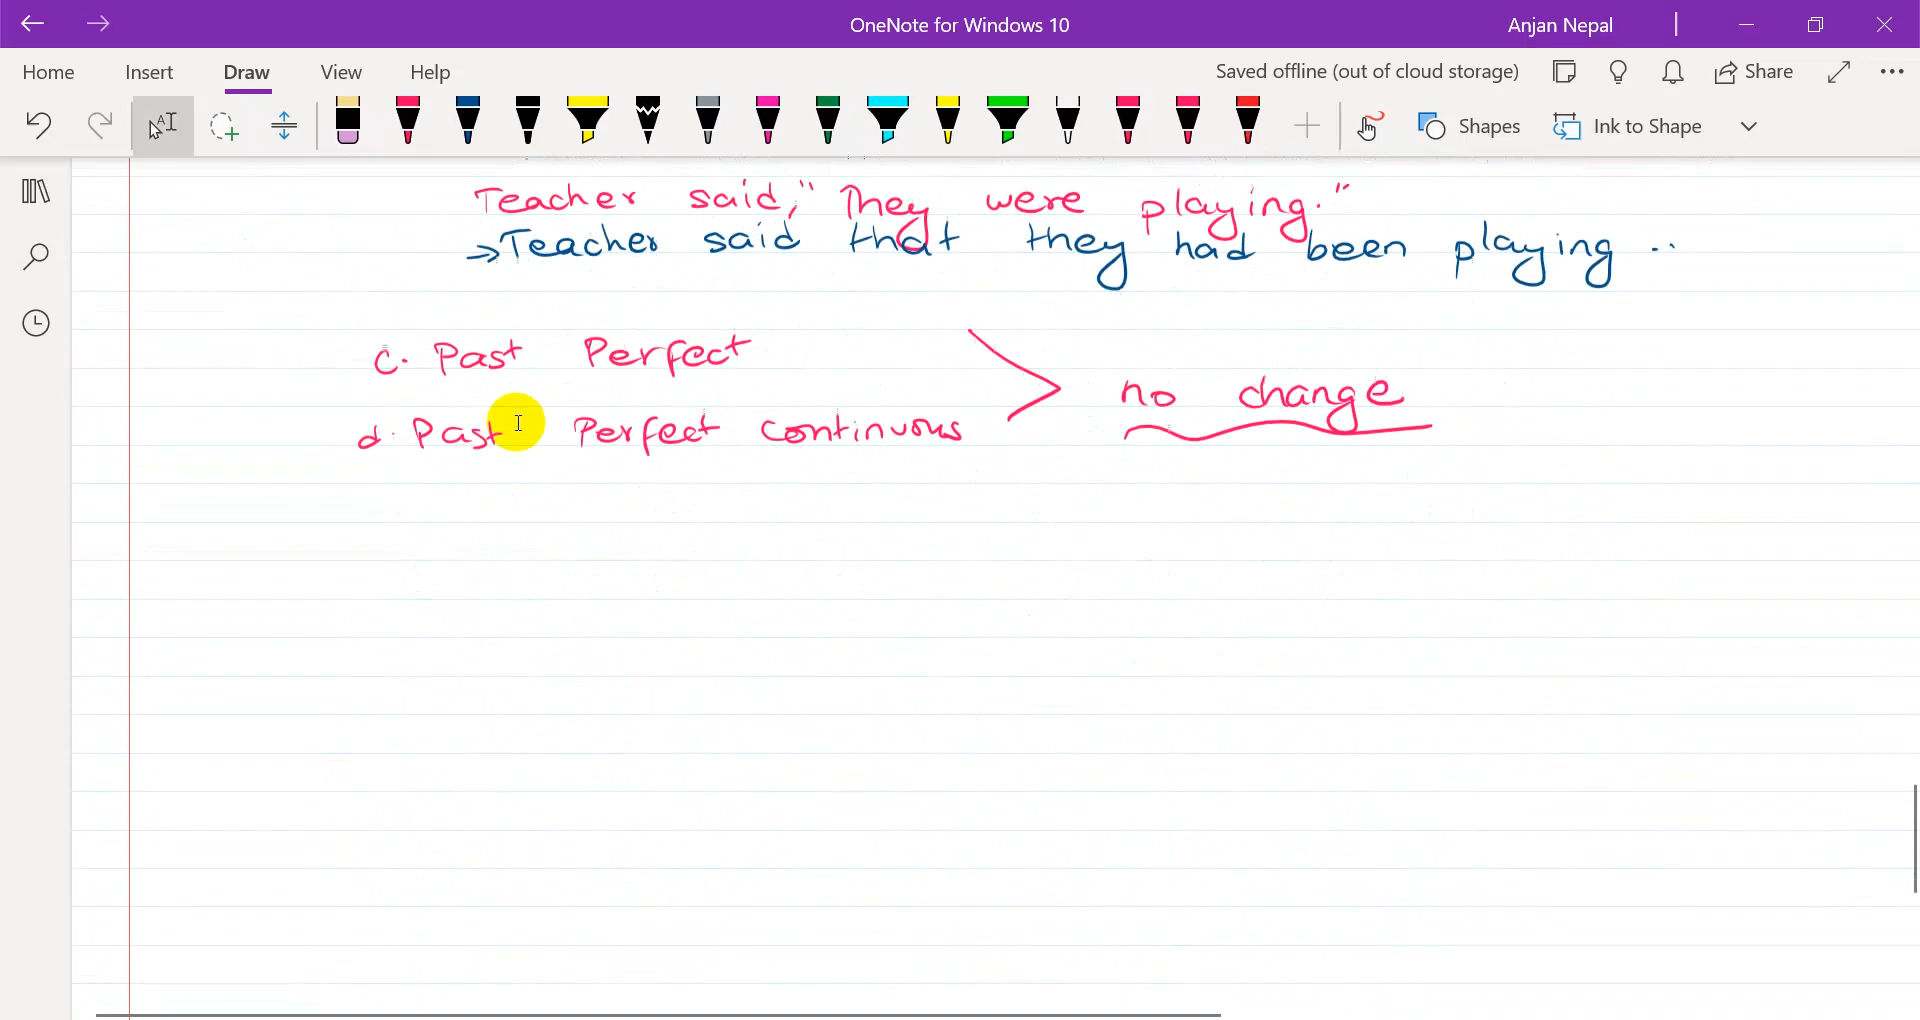 OneNote for Windows 10
Anjan Nepal
Home Insert Draw View Help
Saved offline (out of cloud storage)
Share
Shapes
Ink to Shape
Teacher said, "They were playing."
→Teacher said that they had been playing ..
c. Past Perfect
d. Past Perfect continuous
no change